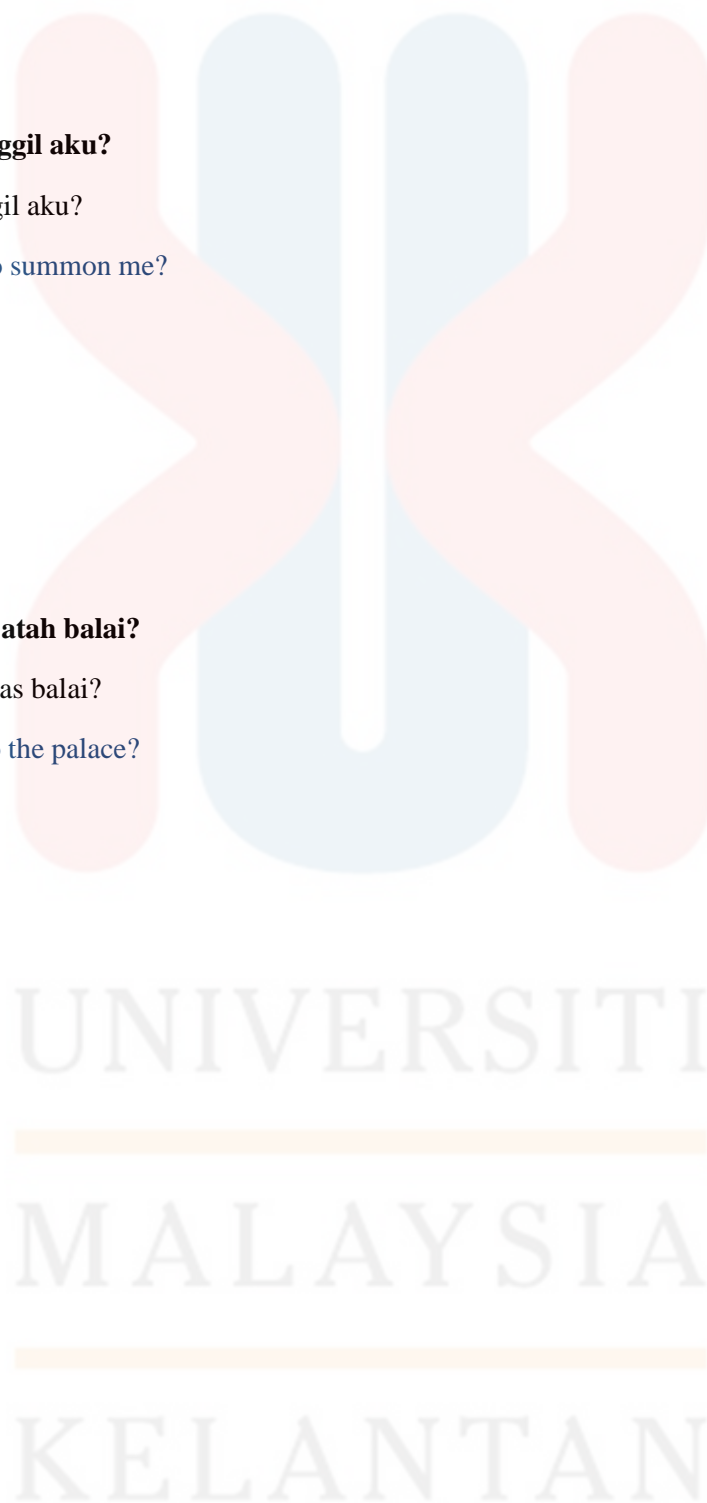 ggil aku?
gil aku?
summon me?
atah balai?
as balai?
the palace?
UNIVERSITI
MALAYSIA
KELANTAN